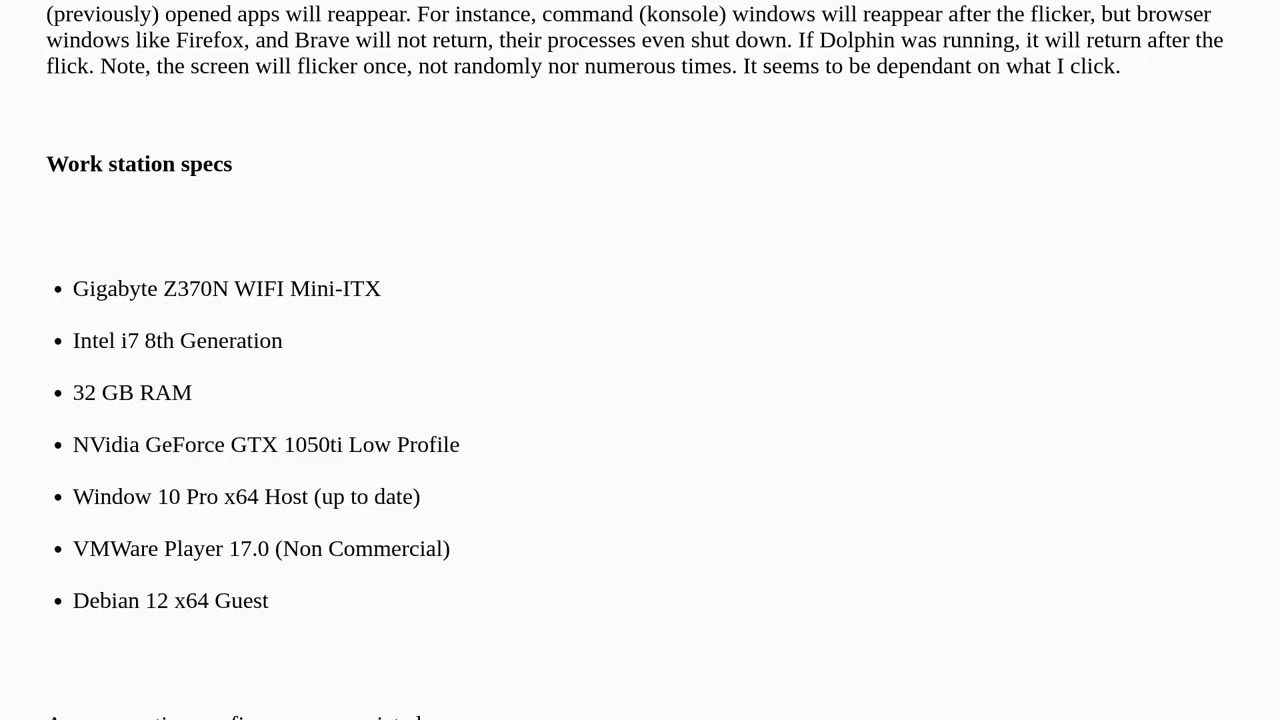 (previously) opened apps will reappear. For instance, command (konsole) windows will reappear after the flicker, but browser
windows like Firefox, and Brave will not return, their processes even shut down. If Dolphin was running, it will return after the
flick. Note, the screen will flicker once, not randomly nor numerous times. It seems to be dependant on what I click.
Work station specs
• Gigabyte Z370N WIFI Mini-ITX
• Intel i7 8th Generation
• 32 GB RAM
• NVidia GeForce GTX 1050ti Low Profile
• Window 10 Pro x64 Host (up to date)
• VMWare Player 17.0 (Non Commercial)
• Debian 12 x64 Guest